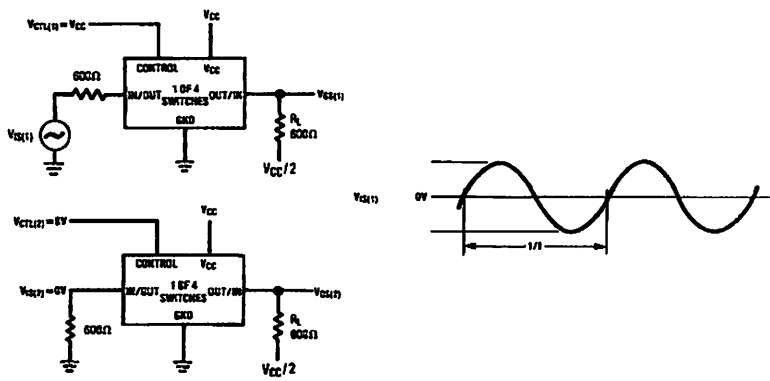 VCTL(1)=VCC
VCC
CONTROL VCC
600Ω
IN/OUT 1 OF 4 OUT/IN
SWITCHES
GND
VOS(1)
VIS(1)
RL
600Ω
VCC/2
VIS(1) 0V
1/f
VCTL(2)=0V
VCC
CONTROL VCC
VIS(2)=0V
IN/OUT 1 OF 4 OUT/IN
SWITCHES
GND
VOS(2)
600Ω
RL
600Ω
VCC/2